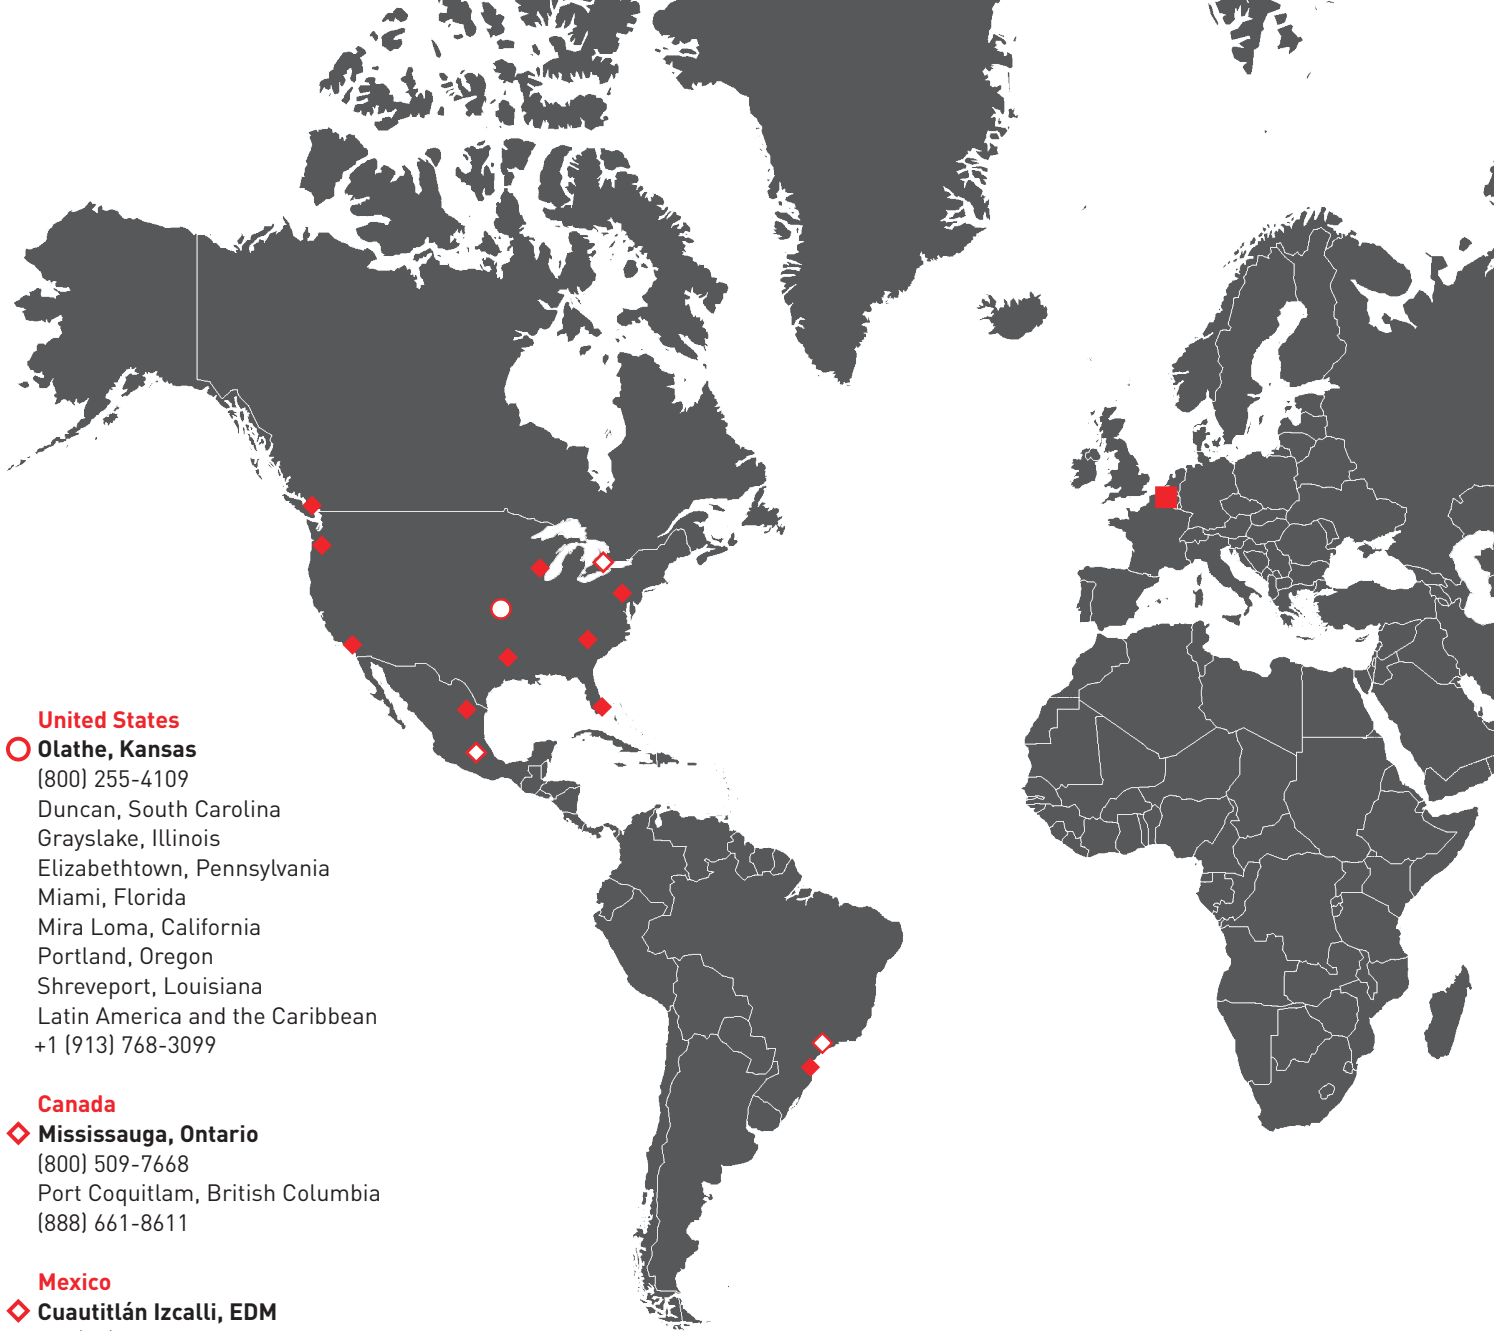 United States
Olathe, Kansas
(800) 255-4109
Duncan, South Carolina
Grayslake, Illinois
Elizabethtown, Pennsylvania
Miami, Florida
Mira Loma, California
Portland, Oregon
Shreveport, Louisiana
Latin America and the Caribbean
+1 (913) 768-3099
Canada
Mississauga, Ontario
(800) 509-7668
Port Coquitlam, British Columbia
(888) 661-8611
Mexico
Cuautitlán Izcalli, EDM